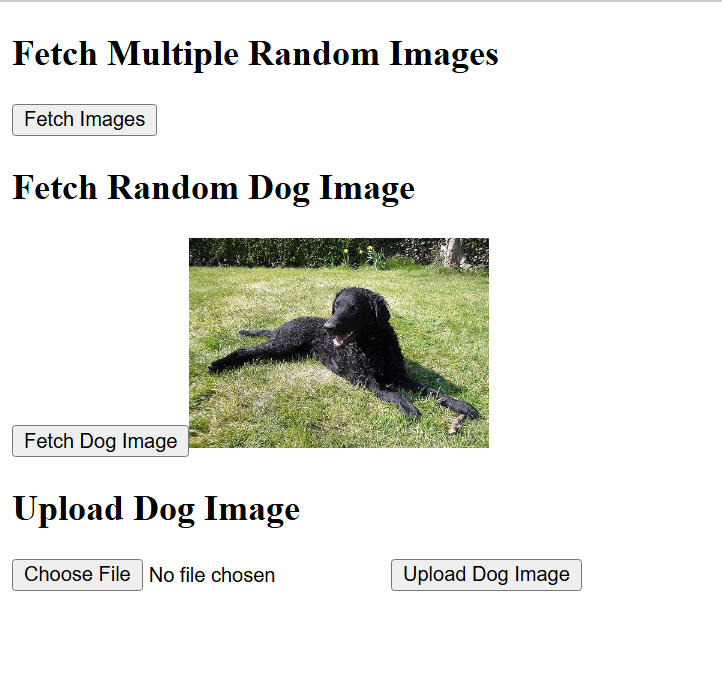 Fetch Multiple Random Images
Fetch Images
Fetch Random Dog Image
Fetch Dog Image
Upload Dog Image
Choose File No file chosen Upload Dog Image